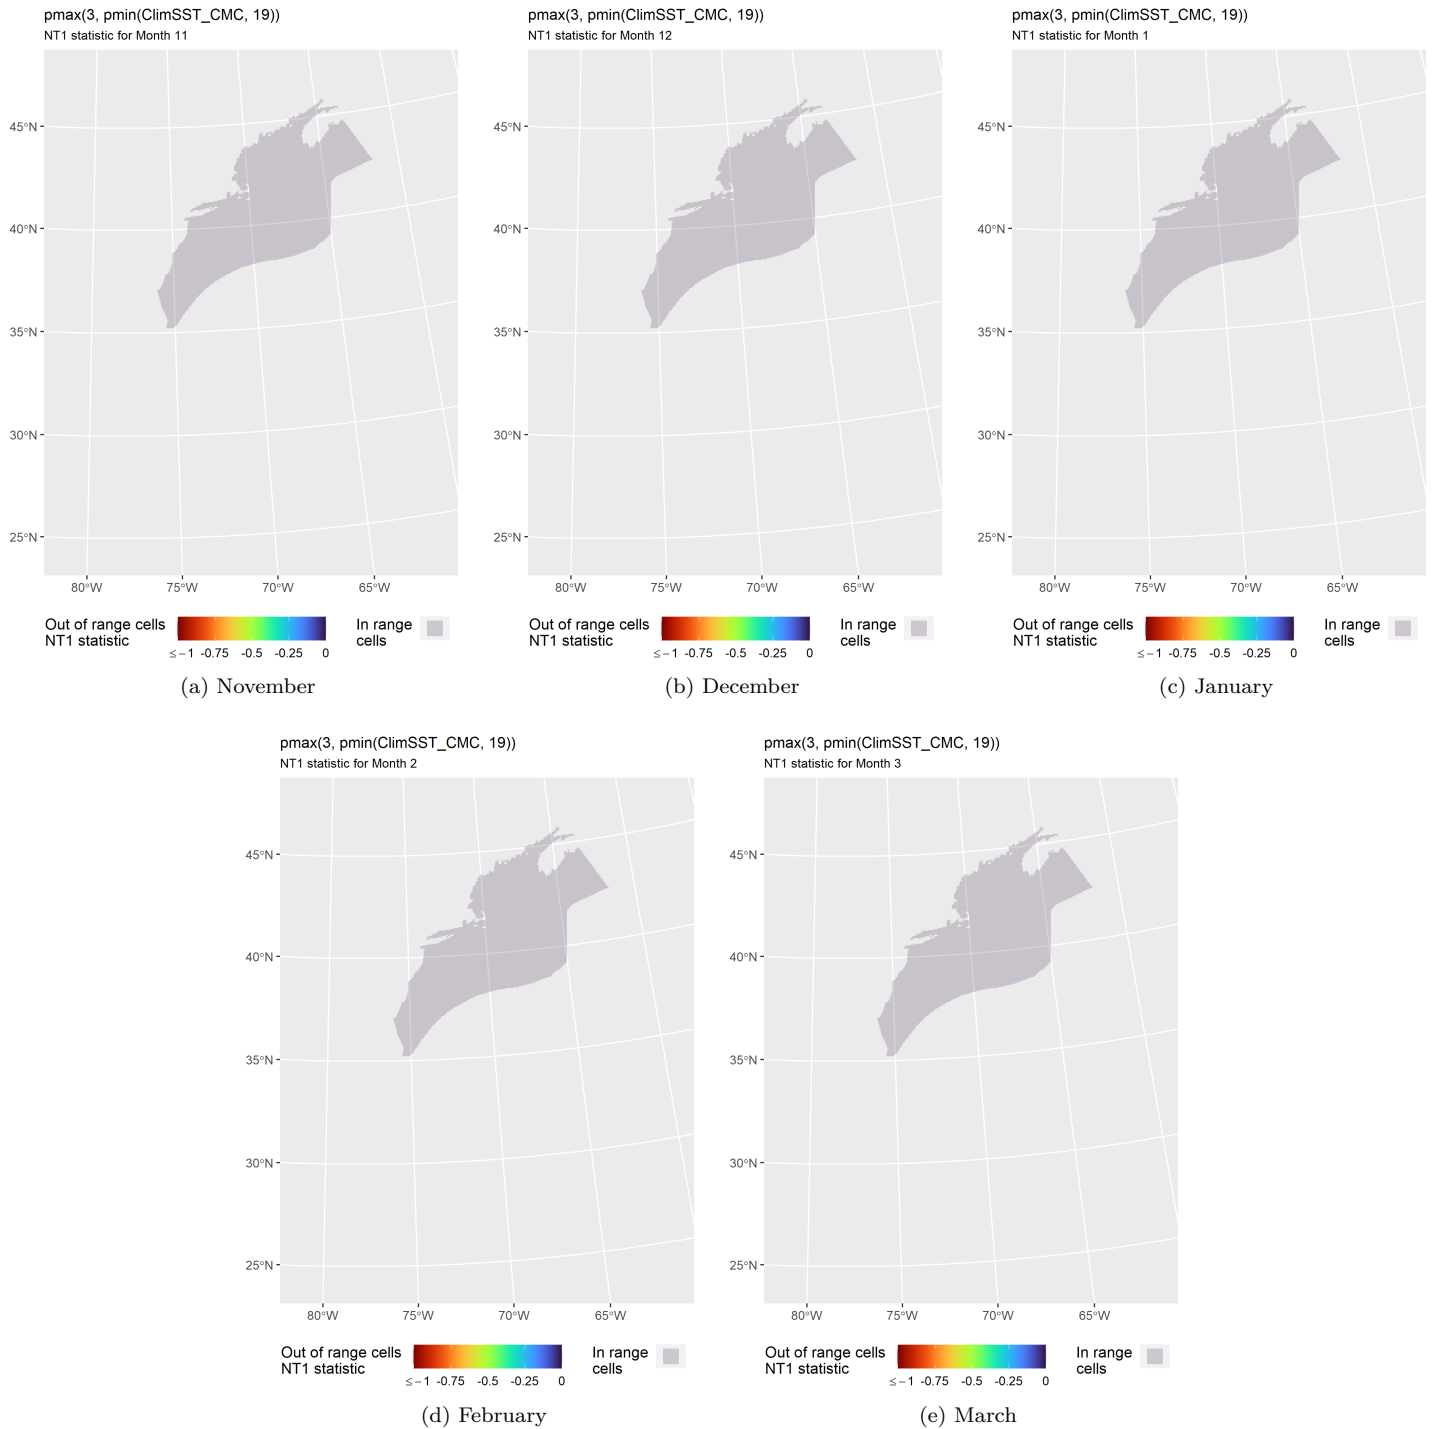 pmax(3, pmin(ClimSST_CMC, 19))
NT1 statistic for Month 11
45°N
40°N
35°N
30°N
25°N
80°W 75°W 70°W 65°W
Out of range cells
NT1 statistic
≤ − 1 -0.75 -0.5 -0.25 0
In range
cells
(a) November
pmax(3, pmin(ClimSST_CMC, 19))
NT1 statistic for Month 12
45°N
40°N
35°N
30°N
25°N
80°W 75°W 70°W 65°W
Out of range cells
NT1 statistic
≤ − 1 -0.75 -0.5 -0.25 0
In range
cells
(b) December
pmax(3, pmin(ClimSST_CMC, 19))
NT1 statistic for Month 1
45°N
40°N
35°N
30°N
25°N
80°W 75°W 70°W 65°W
Out of range cells
NT1 statistic
≤ − 1 -0.75 -0.5 -0.25 0
In range
cells
(c) January
pmax(3, pmin(ClimSST_CMC, 19))
NT1 statistic for Month 2
45°N
40°N
35°N
30°N
25°N
80°W 75°W 70°W 65°W
Out of range cells
NT1 statistic
≤ − 1 -0.75 -0.5 -0.25 0
In range
cells
(d) February
pmax(3, pmin(ClimSST_CMC, 19))
NT1 statistic for Month 3
45°N
40°N
35°N
30°N
25°N
80°W 75°W 70°W 65°W
Out of range cells
NT1 statistic
≤ − 1 -0.75 -0.5 -0.25 0
In range
cells
(e) March